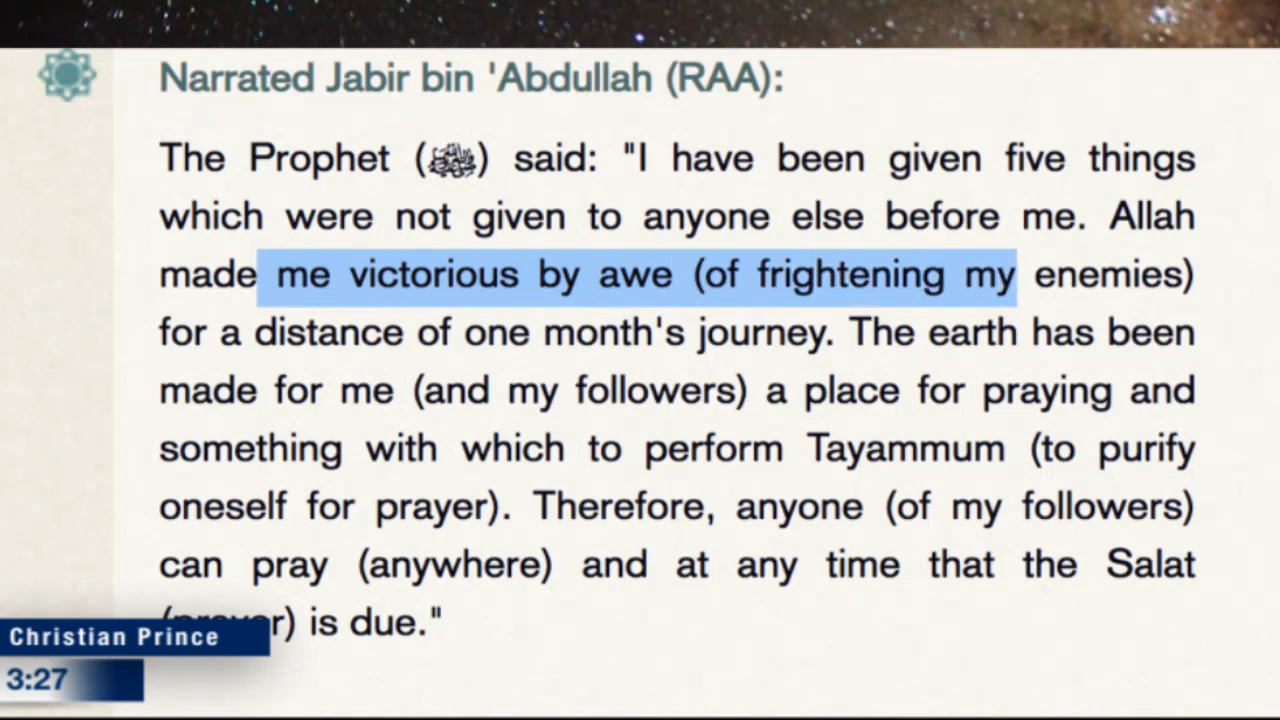 Narrated Jabir bin 'Abdullah (RAA):
The Prophet (ﷺ) said: "I have been given five things
which were not given to anyone else before me. Allah
made me victorious by awe (of frightening my enemies)
for a distance of one month's journey. The earth has been
made for me (and my followers) a place for praying and
something with which to perform Tayammum (to purify
oneself for prayer). Therefore, anyone (of my followers)
can pray (anywhere) and at any time that the Salat
(prayer) is due."
Christian Prince
3:27